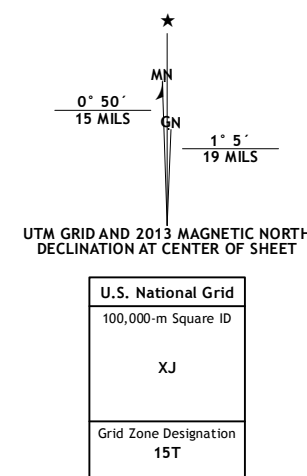 MN
0° 50´
15 MILS
GN
1° 5´
19 MILS
UTM GRID AND 2013 MAGNETIC NORTH
DECLINATION AT CENTER OF SHEET
U.S. National Grid
100,000-m Square ID
XJ
Grid Zone Designation
15T